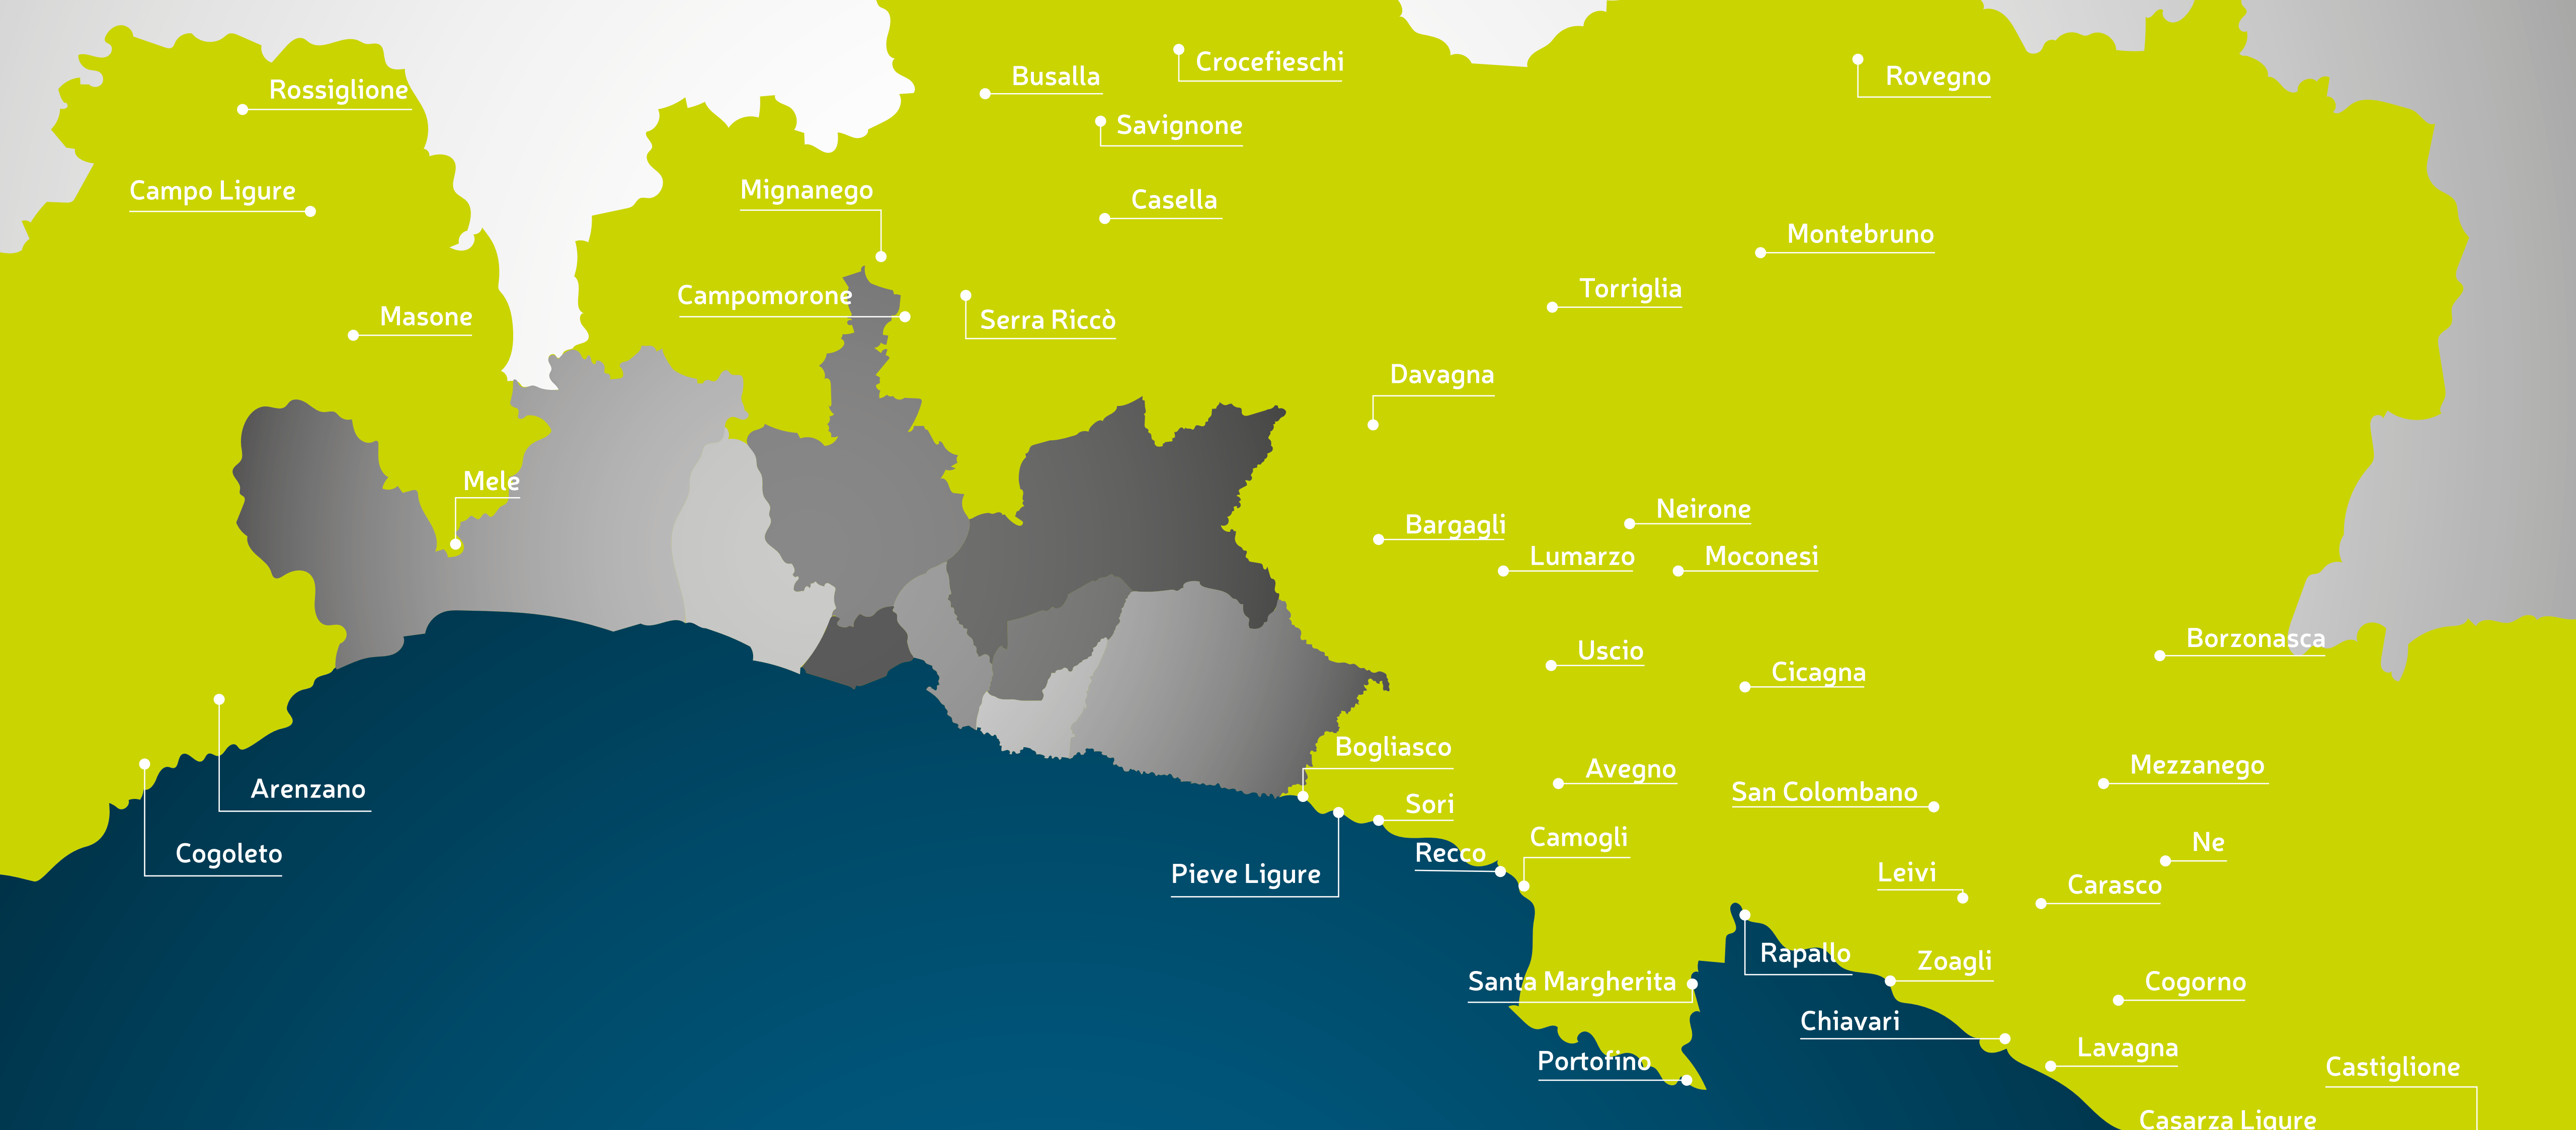 Crocefieschi
Busalla
Rovegno
Rossiglione
Savignone
Campo Ligure
Mignanego
Casella
Montebruno
Torriglia
Campomorone
Masone
Serra Riccò
Davagna
Mele
Neirone
Bargagli
Lumarzo
Moconesi
Borzonasca
Uscio
Cicagna
Bogliasco
Avegno
Mezzanego
Arenzano
San Colombano
Sori
Camogli
Ne
Cogoleto
Recco
Pieve Ligure
Leivi
Carasco
Rapallo
Zoagli
Santa Margherita
Cogorno
Chiavari
Lavagna
Portofino
Castiglione
Casarza Ligure